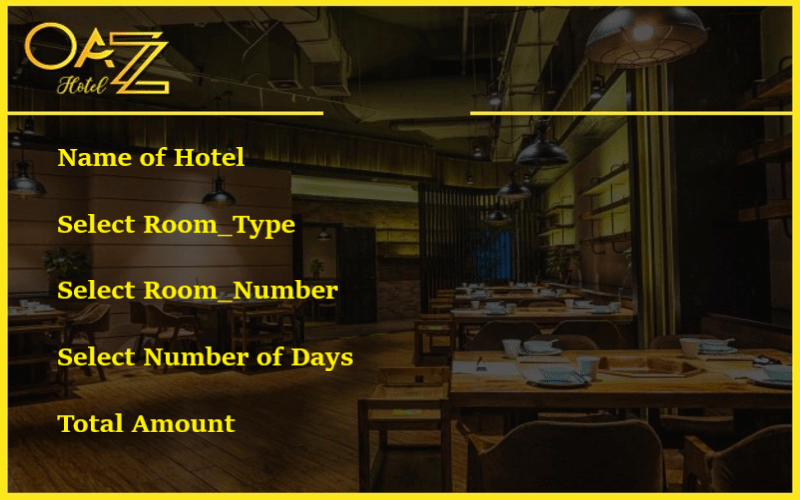 OAZZ
Hotel
Name of Hotel
Select Room_Type
Select Room_Number
Select Number of Days
Total Amount